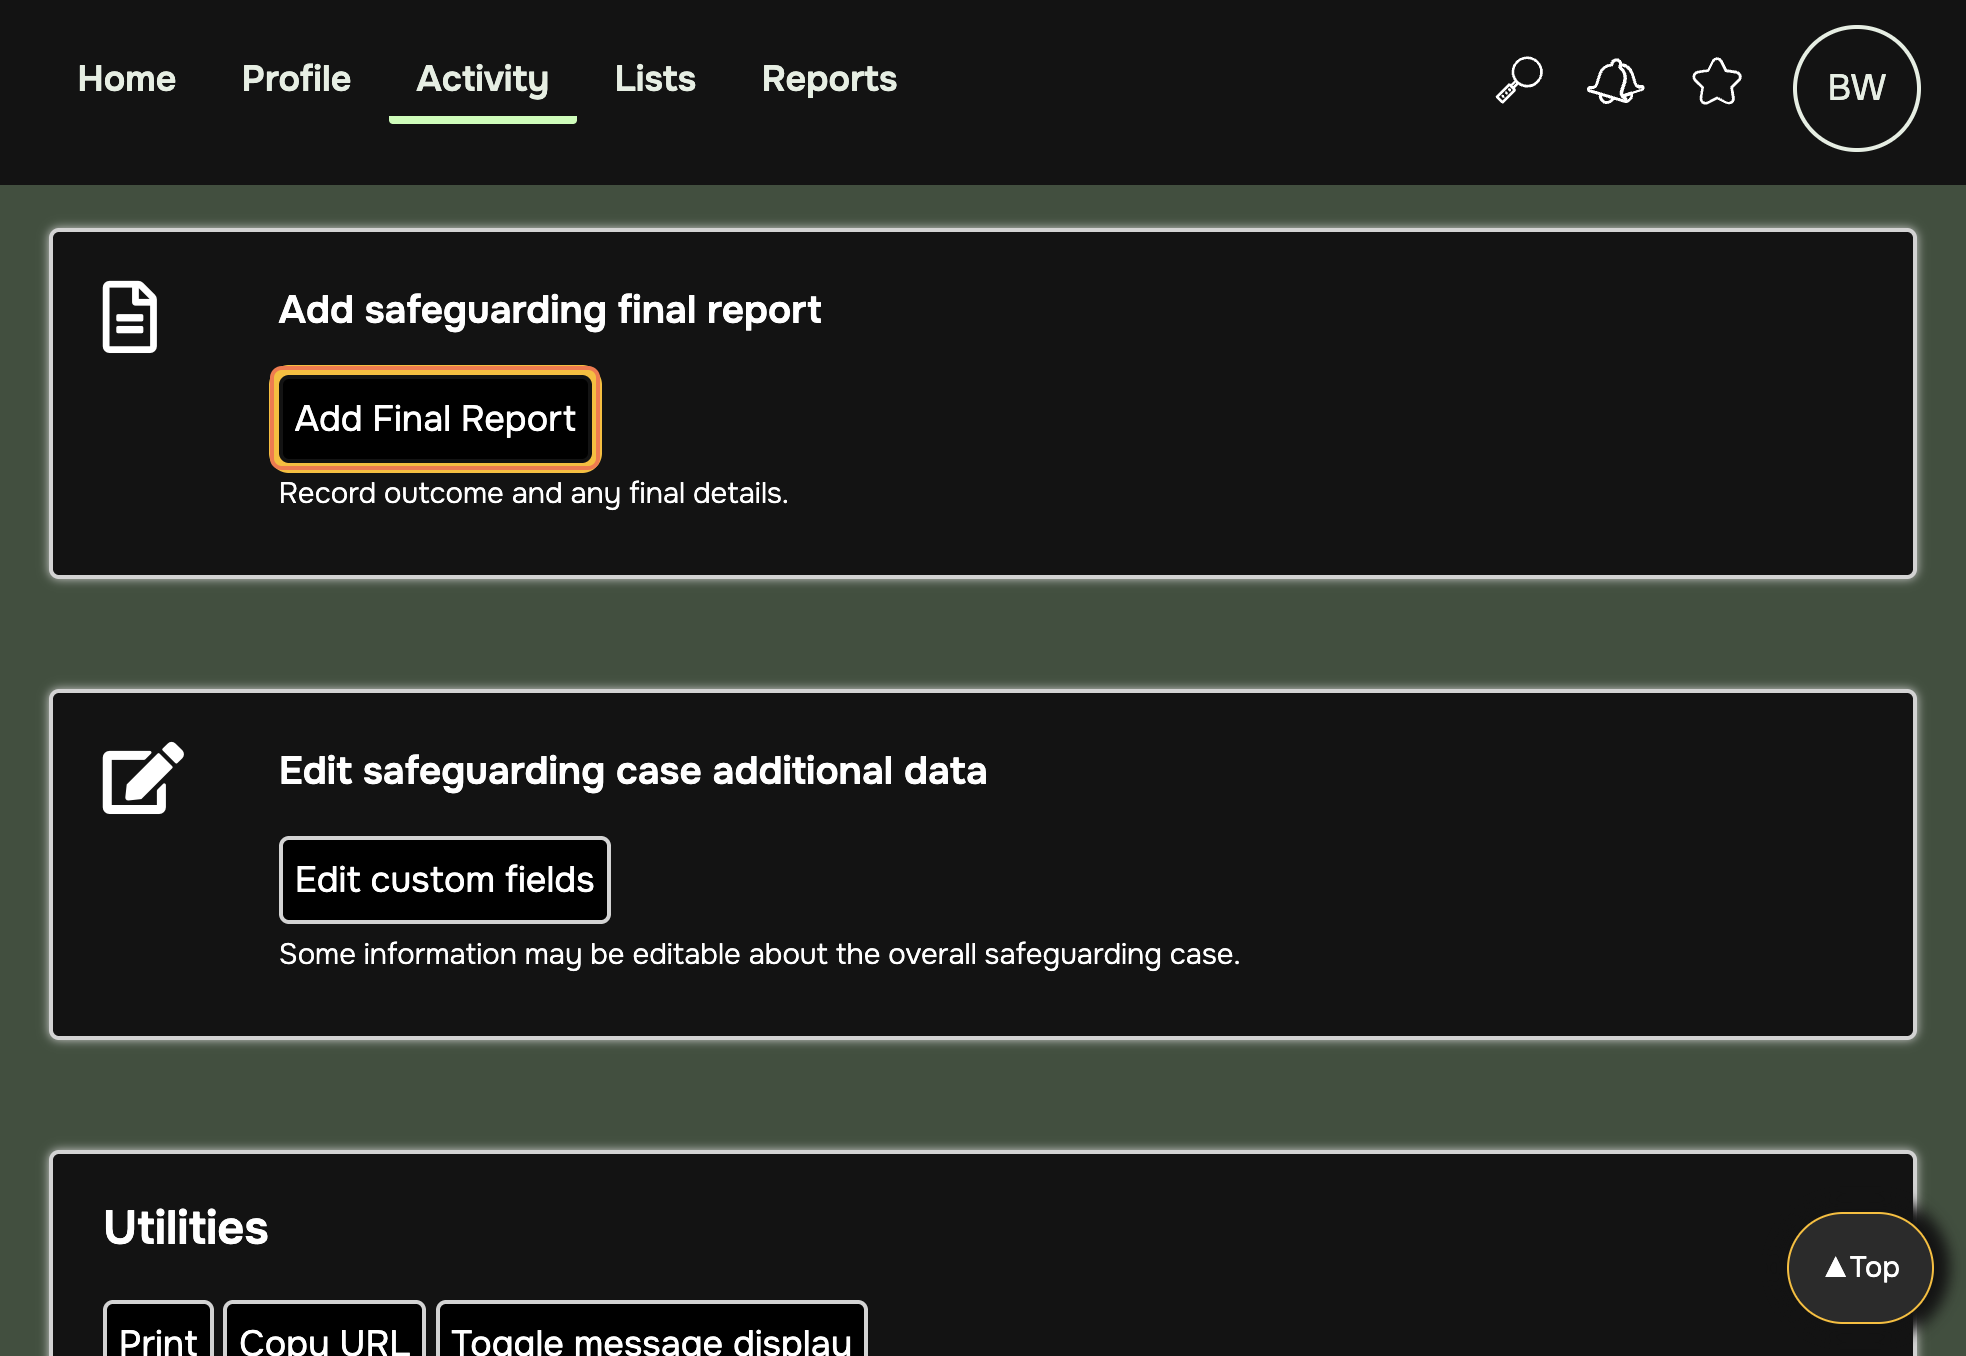 Home Profile Activity Lists Reports BW
Add safeguarding final report
Add Final Report
Record outcome and any final details.
Edit safeguarding case additional data
Edit custom fields
Some information may be editable about the overall safeguarding case.
Utilities
▲Top
Print Copy URL Toggle message display